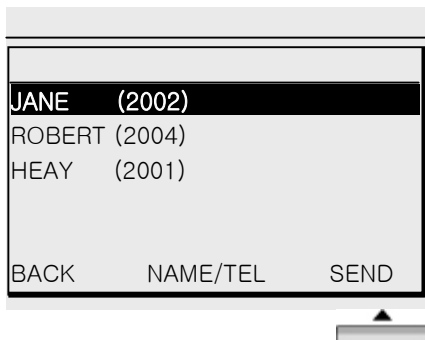 JANE (2002)
ROBERT (2004)
HEAY (2001)
BACK NAME/TEL SEND